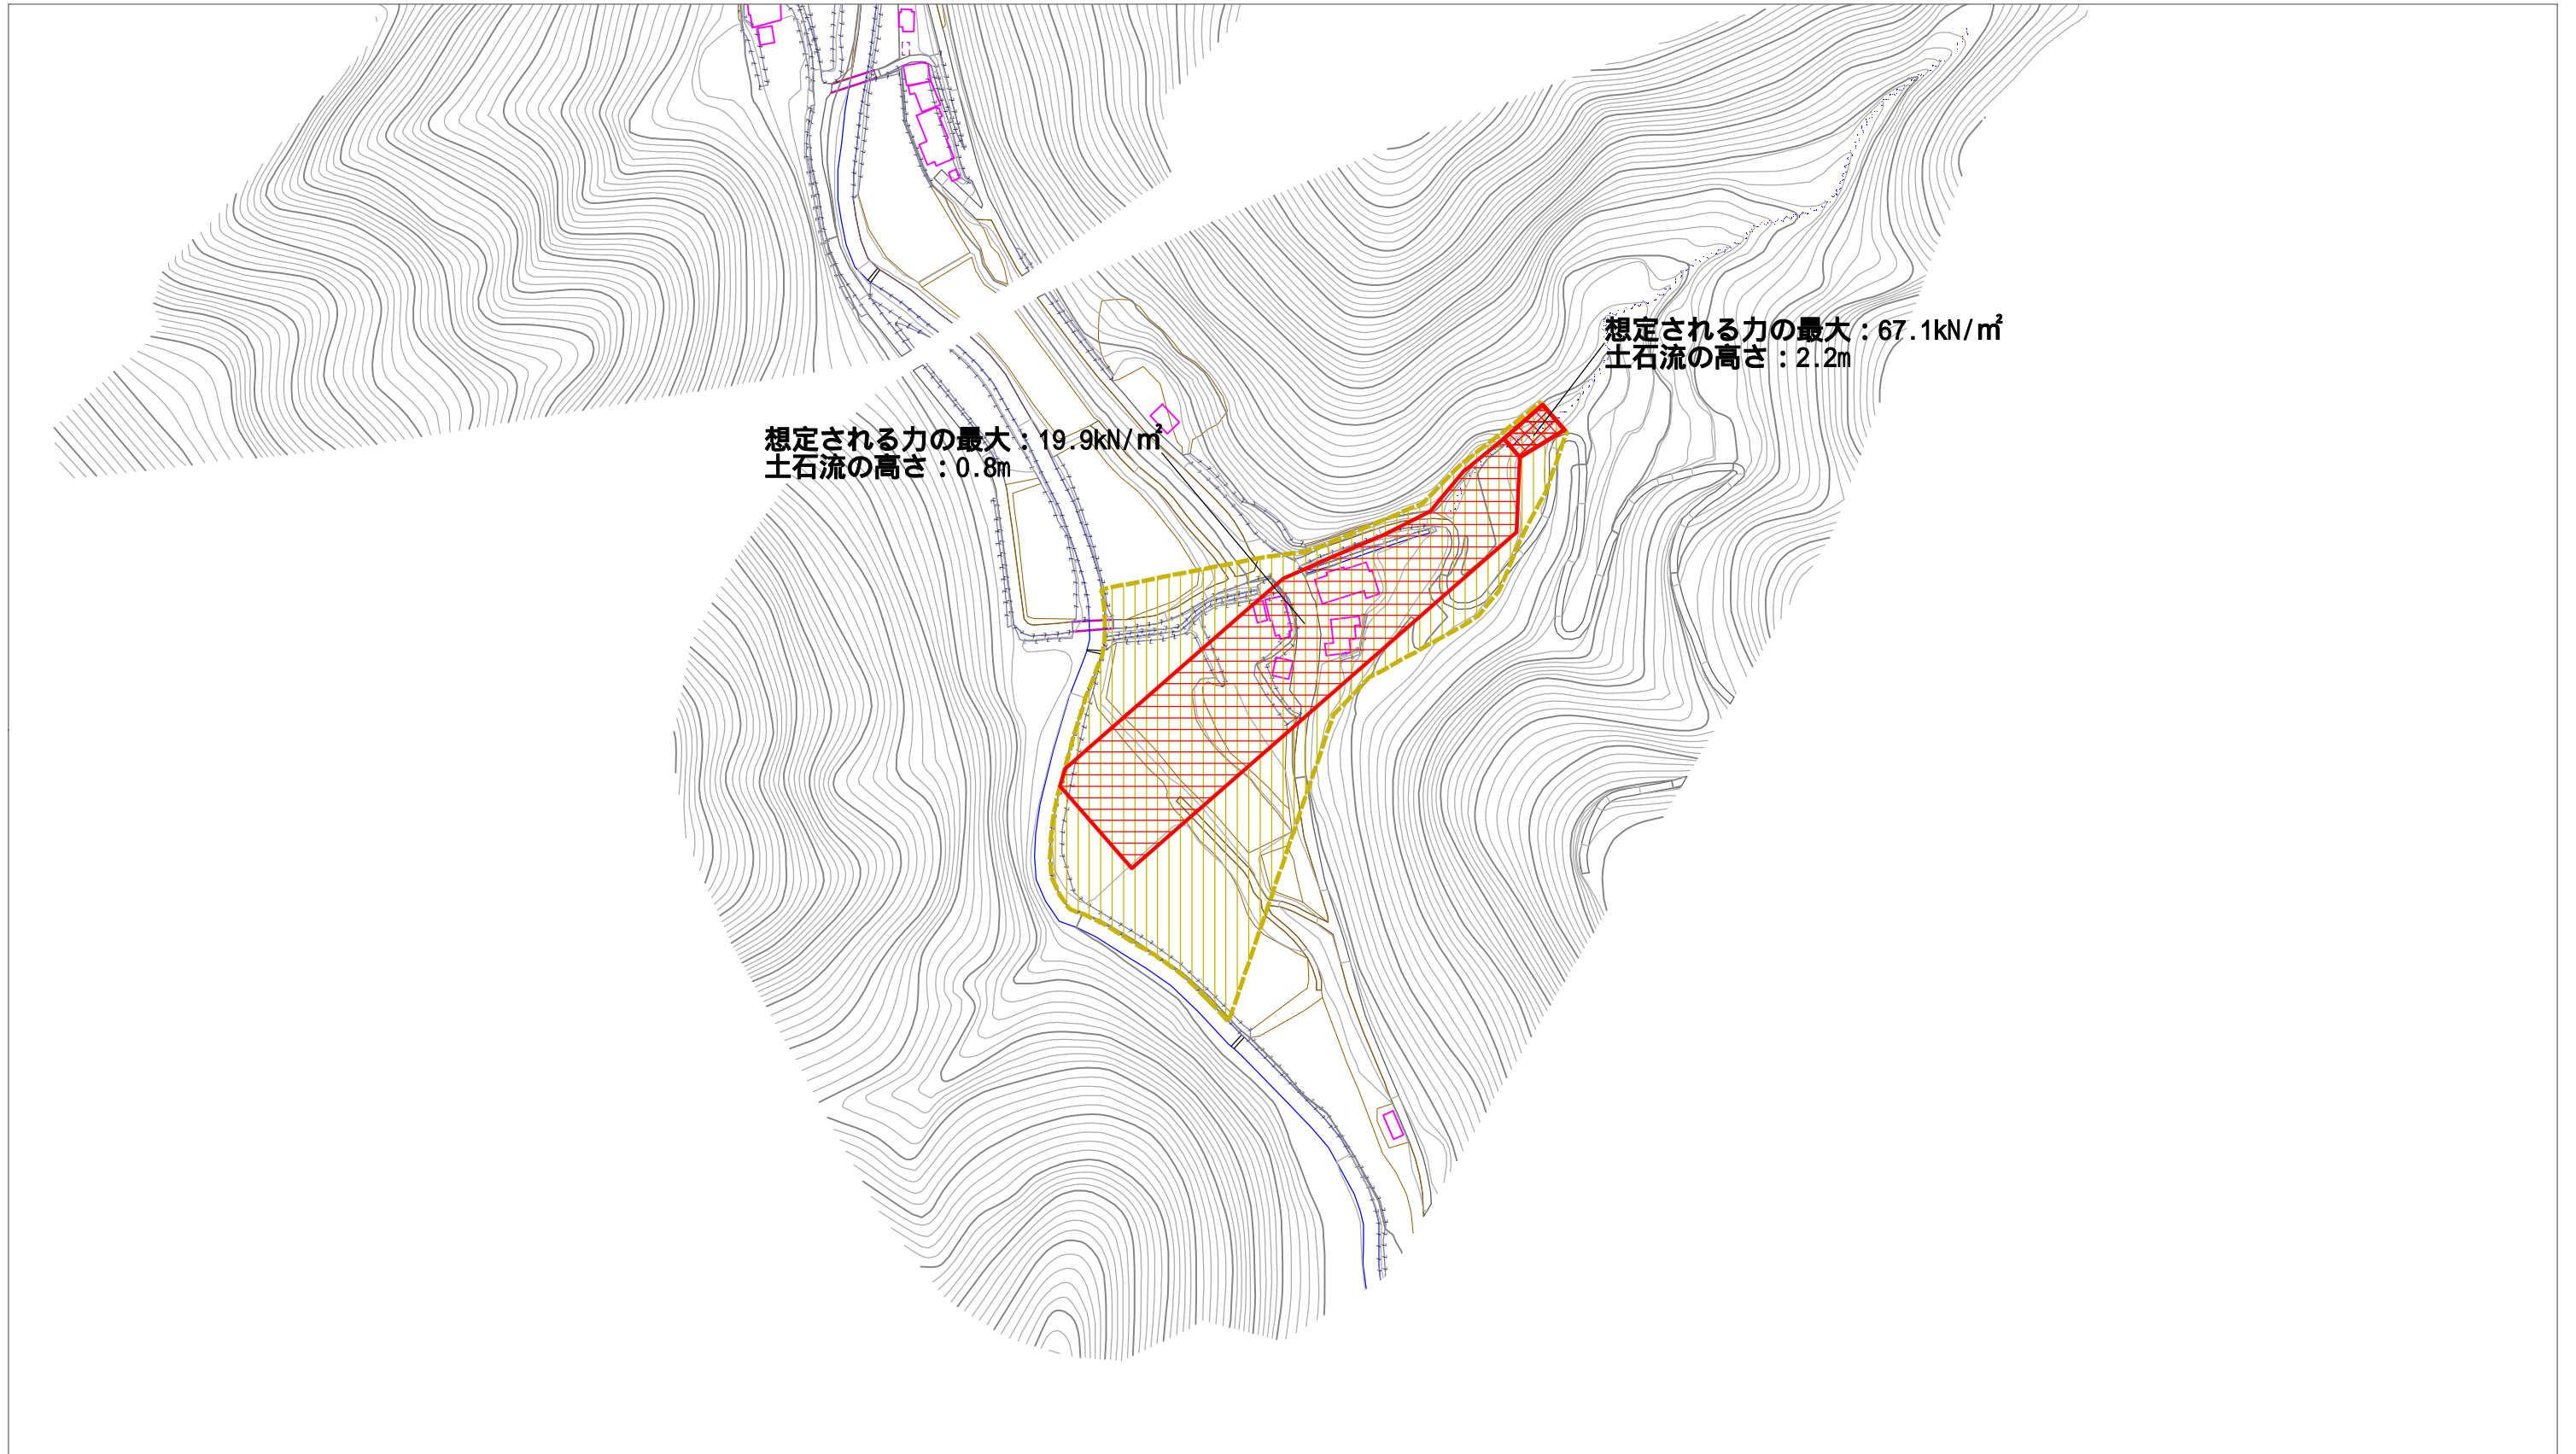 想定される力の最大：67.1kN/㎡
土石流の高さ：2.2m
想定される力の最大：19.9kN/㎡
土石流の高さ：0.8m